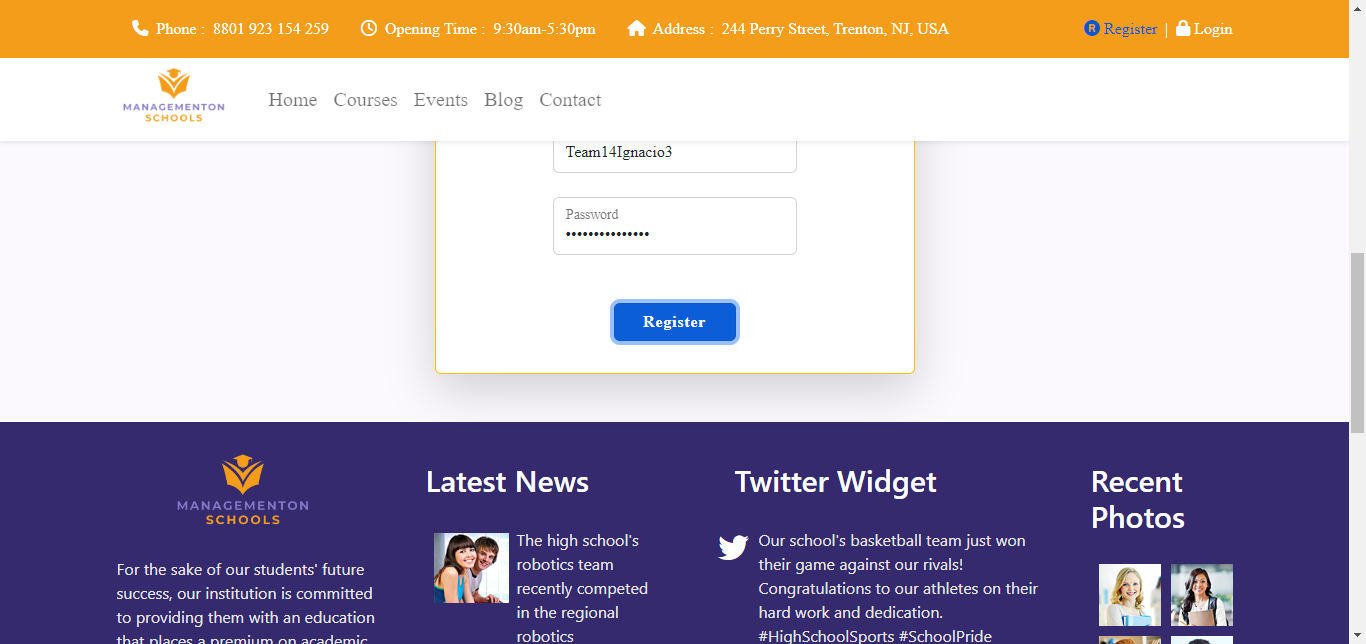 Phone : 8801 923 154 259 Opening Time : 9:30am-5:30pm Address : 244 Perry Street, Trenton, NJ, USA R Register | Login
MANAGEMENTON
SCHOOLS
Home Courses Events Blog Contact
Team14Ignacio3
Password
•••••••••••••••
Register
MANAGEMENTON
SCHOOLS
For the sake of our students' future
success, our institution is committed
to providing them with an education
that places a premium on academic
Latest News
The high school's
robotics team
recently competed
in the regional
robotics
Twitter Widget
Our school's basketball team just won
their game against our rivals!
Congratulations to our athletes on their
hard work and dedication.
#HighSchoolSports #SchoolPride
Recent
Photos